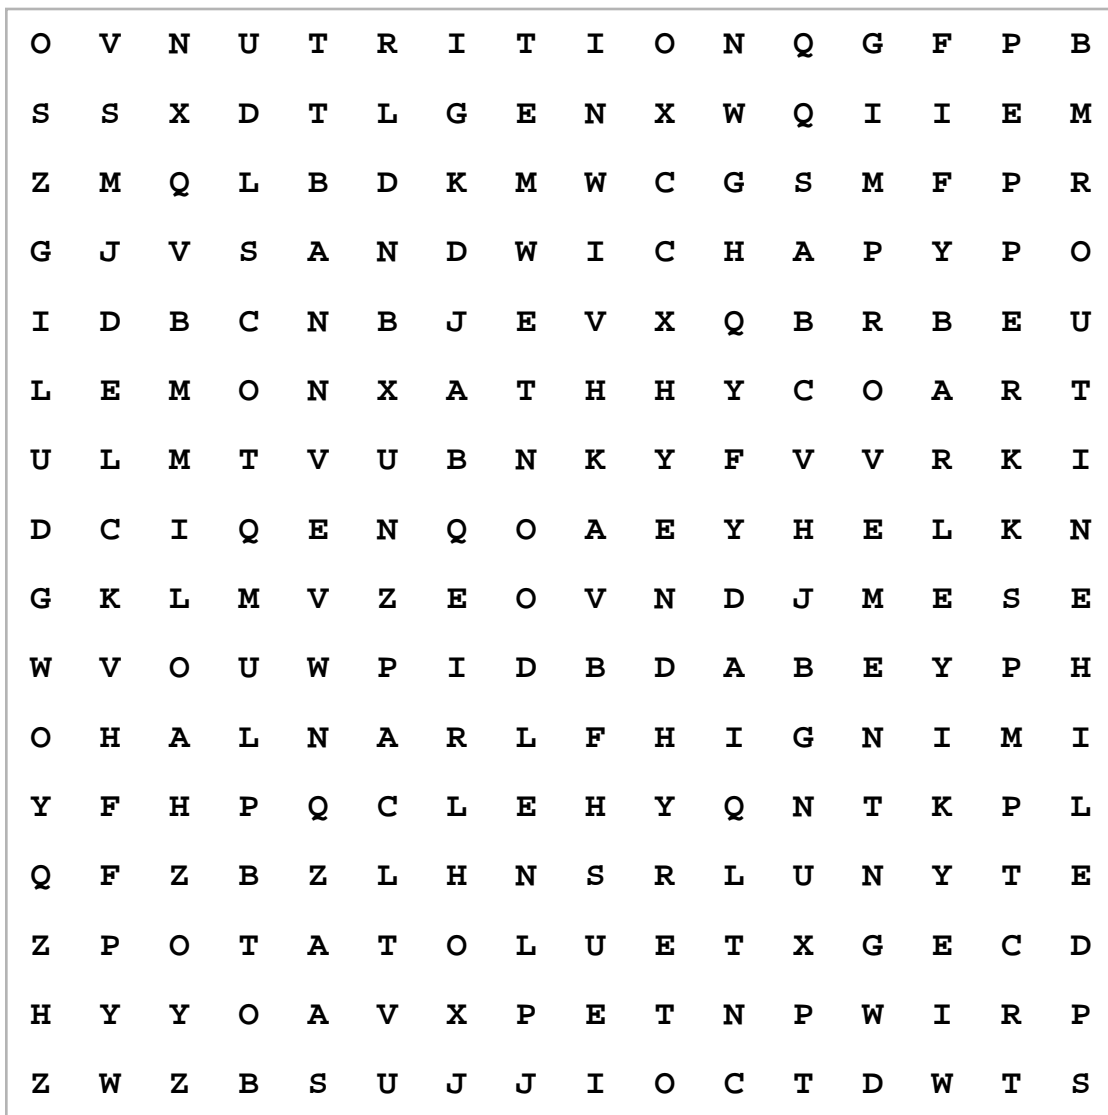 O V N U T R I T I O N Q G F P B
S S X D T L G E N X W Q I I E M
Z M Q L B D K M W C G S M F P R
G J V S A N D W I C H A P Y P O
I D B C N B J E V X Q B R B E U
L E M O N X A T H H Y C O A R T
U L M T V U B N K Y F V V R K I
D C I Q E N Q O A E Y H E L K N
G K L M V Z E O V N D J M E S E
W V O U W P I D B D A B E Y P H
O H A L N A R L F H I G N I M I
Y F H P Q C L E H Y Q N T K P L
Q F Z B Z L H N S R L U N Y T E
Z P O T A T O L U E T X G E C D
H Y Y O A V X P E T N P W I R P
Z W Z B S U J J I O C T D W T S